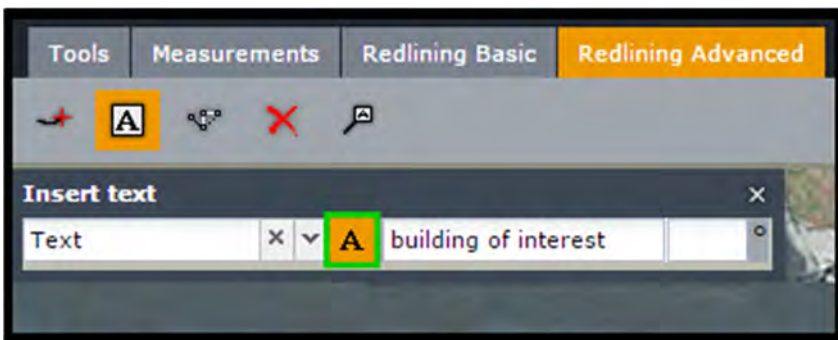 Tools Measurements Redlining Basic Redlining Advanced
A
A
Insert text ×
Text × A building of interest °